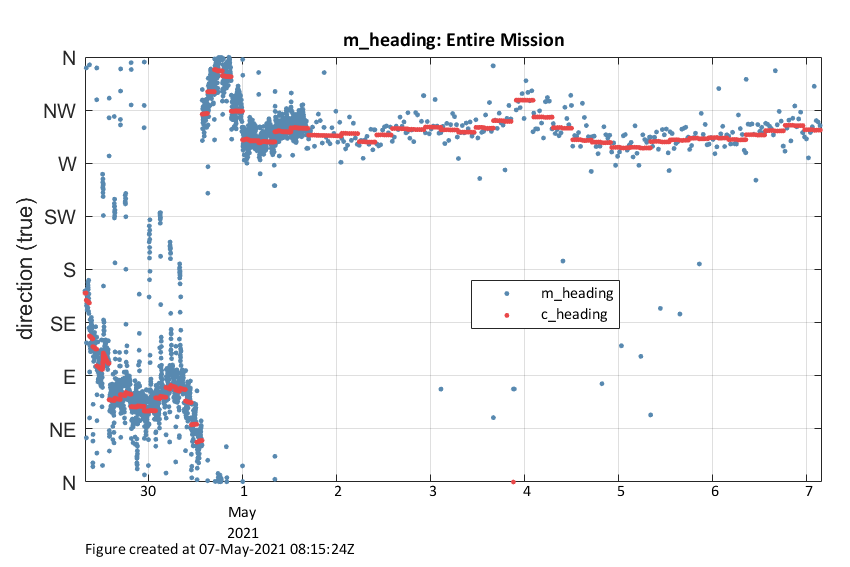 m_heading: Entire Mission
direction (true)
N
NW
W
SW
S
SE
E
NE
N
m_heading
c_heading
30 1 2 3 4 5 6 7
May
2021
Figure created at 07-May-2021 08:15:24Z